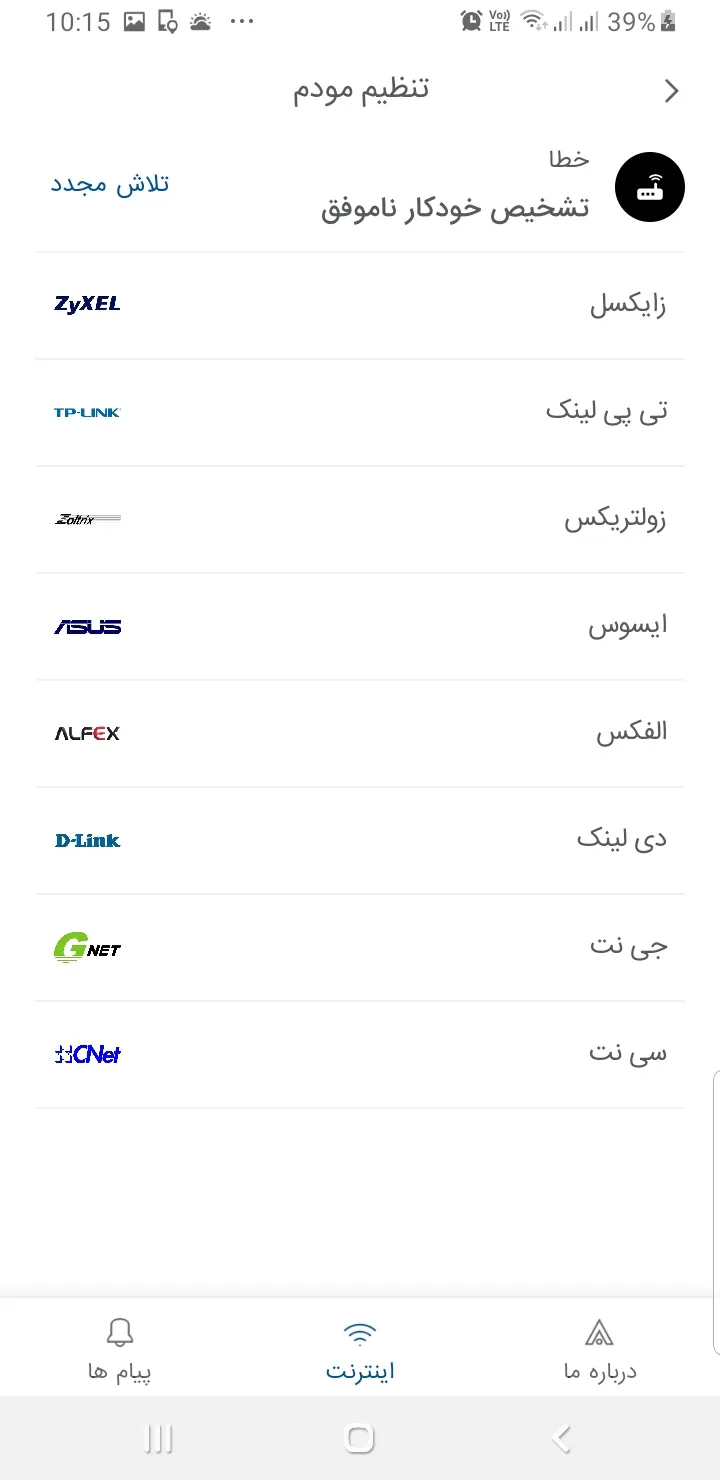 10:15
Vo)) LTE
39%
تنظیم مودم
خطا
تشخیص خودکار ناموفق
تلاش مجدد
زایکسل
ZyXEL
تی پی لینک
TP-LINK
زولتریکس
Zoltrix
ایسوس
ASUS
الفکس
ALFEX
دی لینک
D-Link
جی نت
GNET
سی نت
CNet
درباره ما
اینترنت
پیام ها